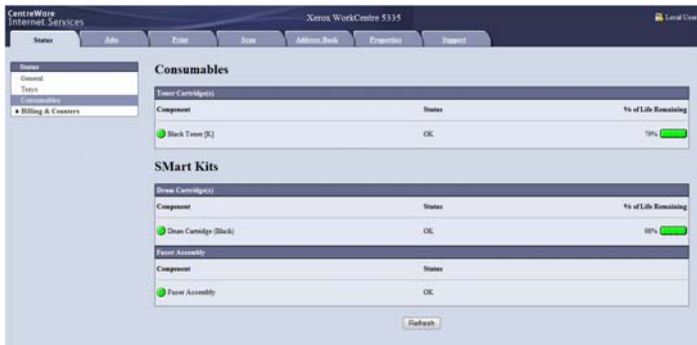 CentreWare
Internet Services
Xerox WorkCentre 5335
Local User
Status Jobs Print Scan Address Book Properties Support
Status
General
Trays
Consumables
Billing & Counters
Consumables
Toner Cartridge(s)
Component Status % of Life Remaining
Black Toner [K] OK 79%
SMart Kits
Drum Cartridge(s)
Component Status % of Life Remaining
Drum Cartridge (Black) OK
Fuser Assembly
Component Status
Fuser Assembly OK
Refresh